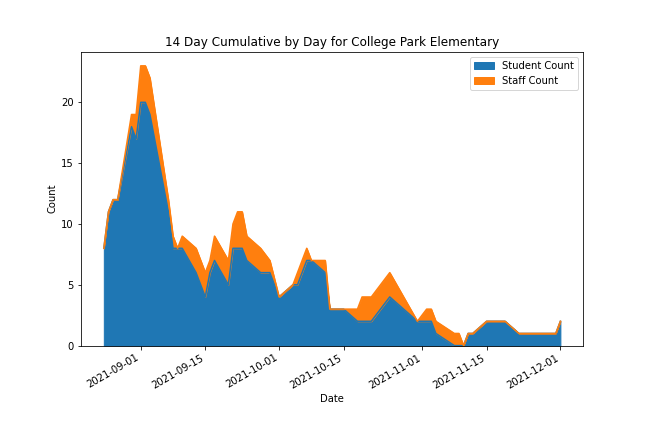 14 Day Cumulative by Day for College Park Elementary
Student Count
Staff Count
Count
20
15
10
5
0
2021-09-01
2021-09-15
2021-10-01
2021-10-15
2021-11-01
2021-11-15
2021-12-01
Date